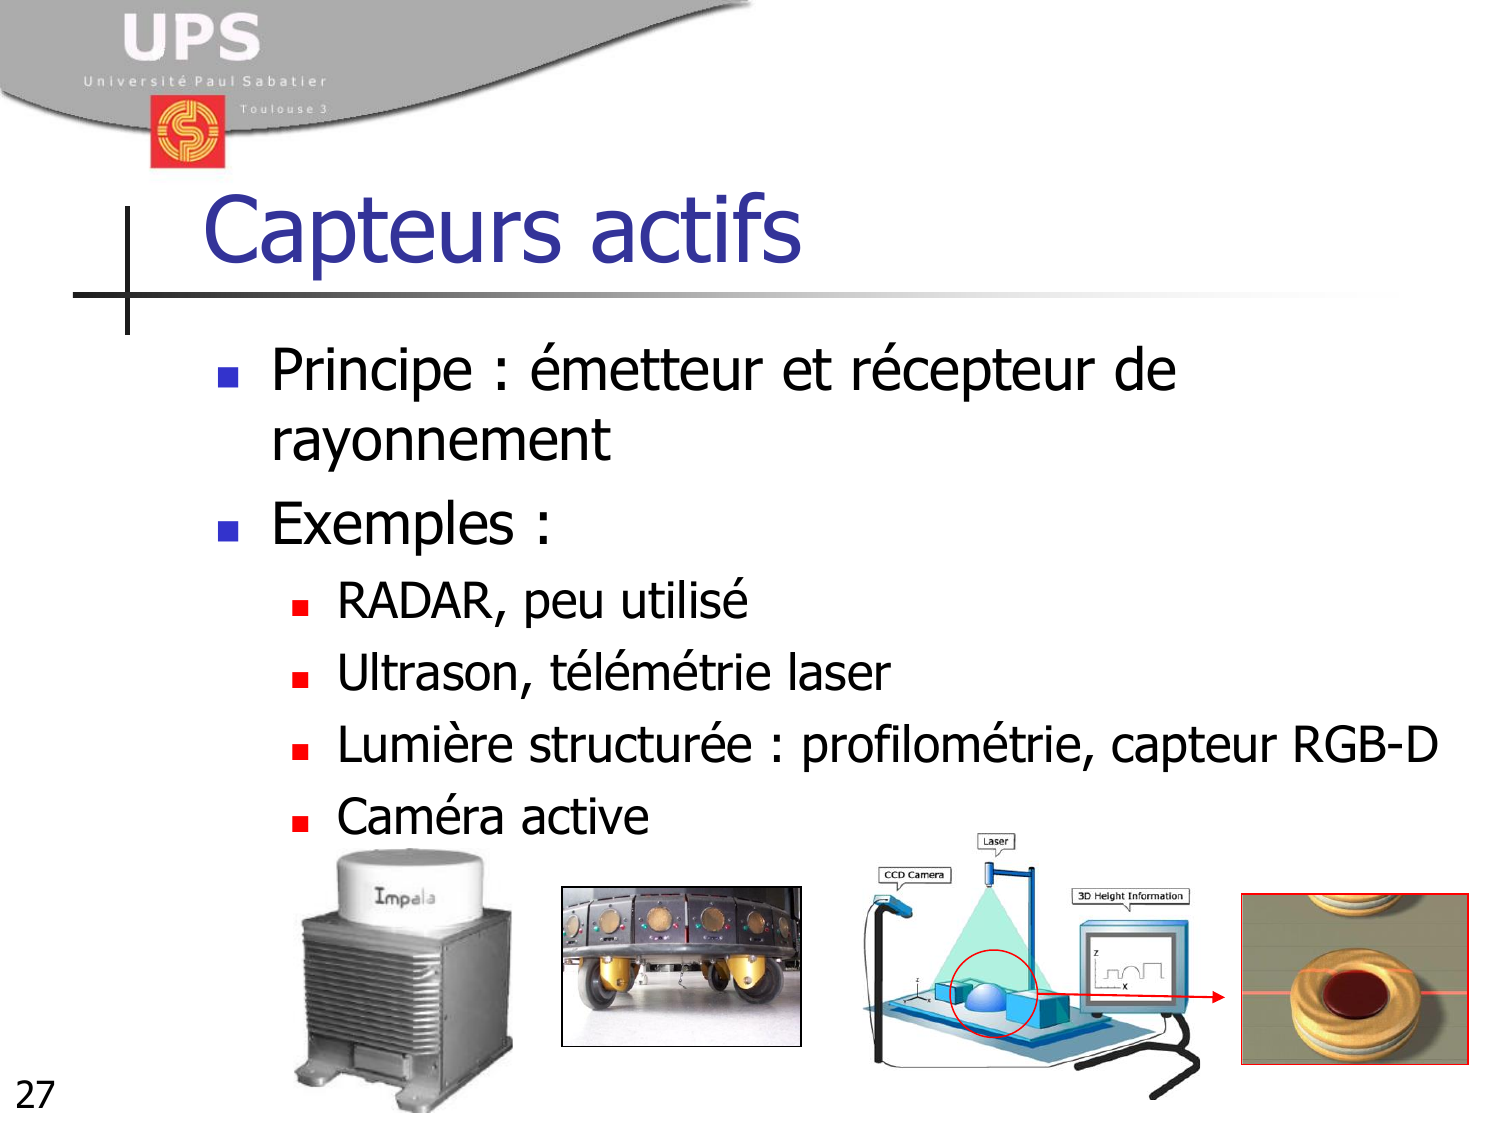 UPS
Université Paul Sabatier
Toulouse 3
Capteurs actifs
Principe : émetteur et récepteur de
rayonnement
Exemples :
RADAR, peu utilisé
Ultrason, télémétrie laser
Lumière structurée : profilométrie, capteur RGB-D
Caméra active
Impala
Laser
CCD Camera
3D Height Information
Z
X
z
27